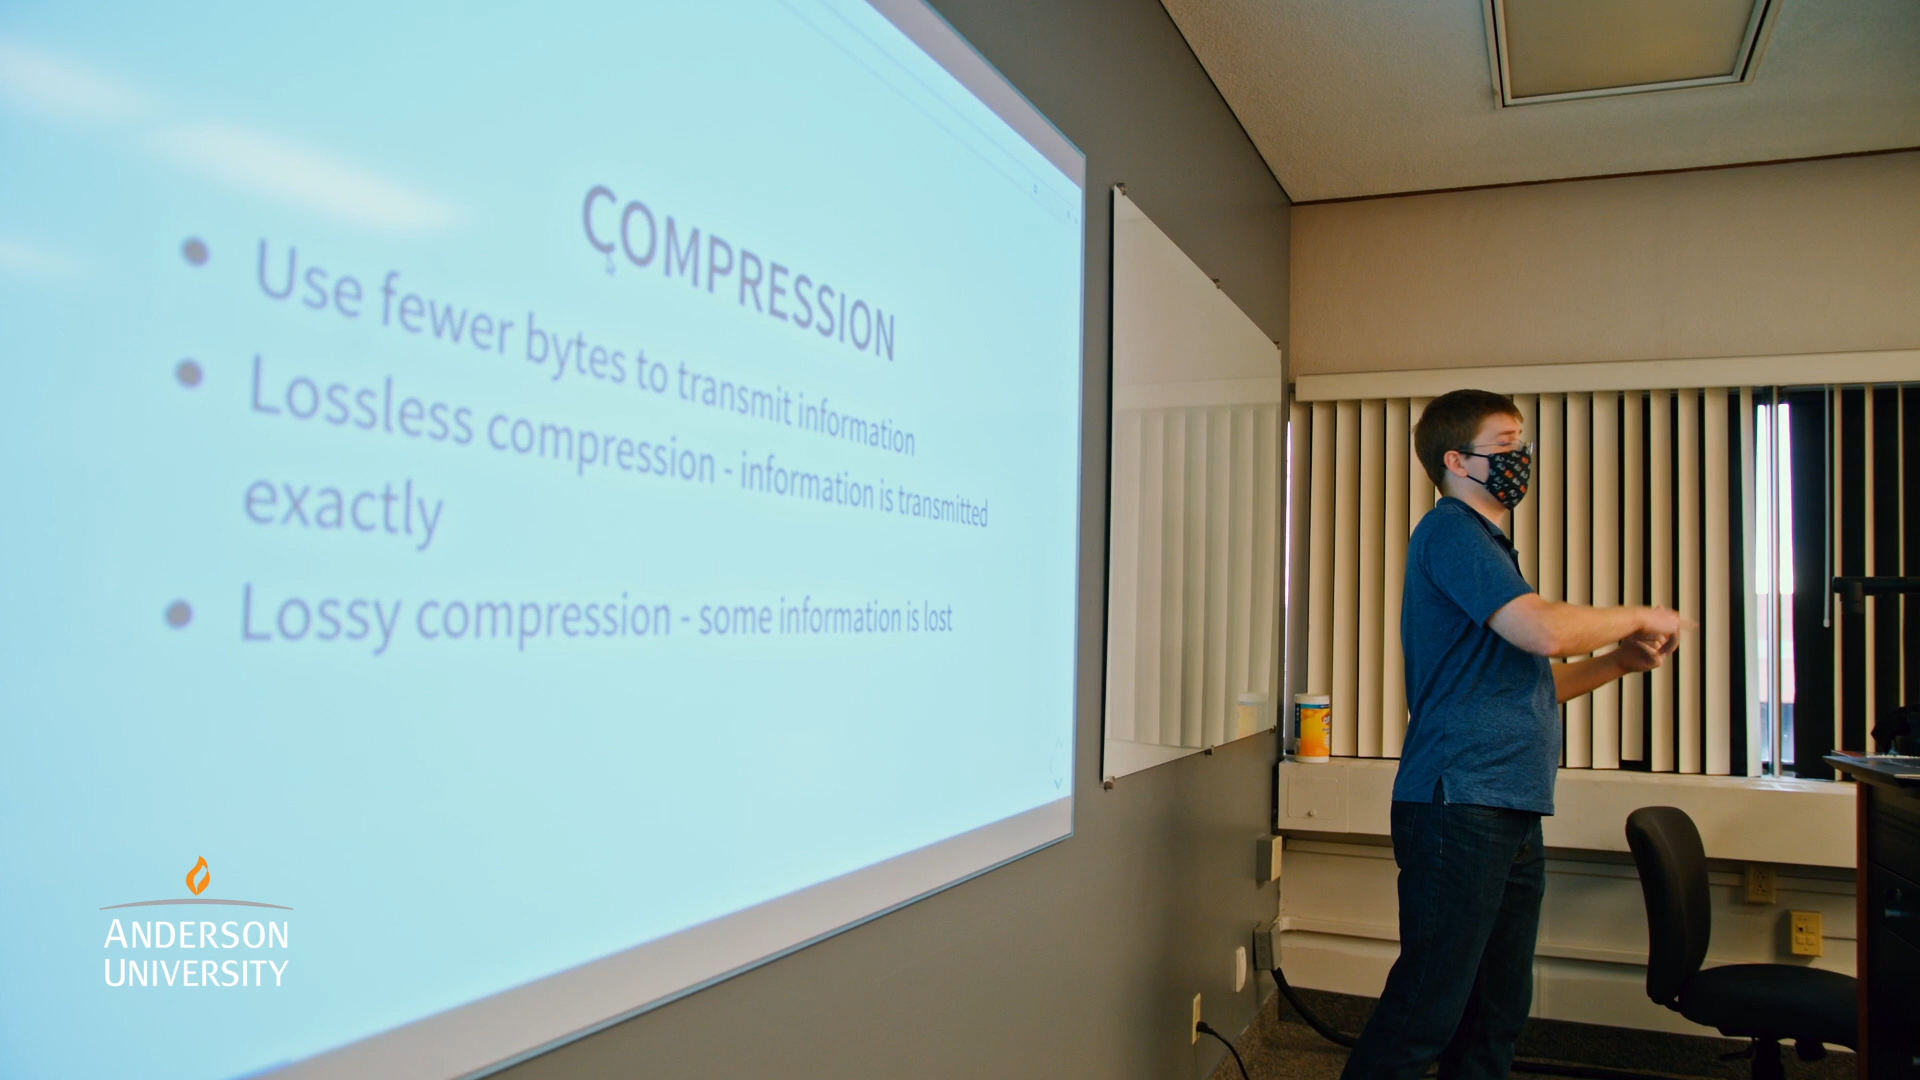 COMPRESSION
• Use fewer bytes to transmit information
• Lossless compression - information is transmitted
exactly
• Lossy compression - some information is lost
ANDERSON
UNIVERSITY